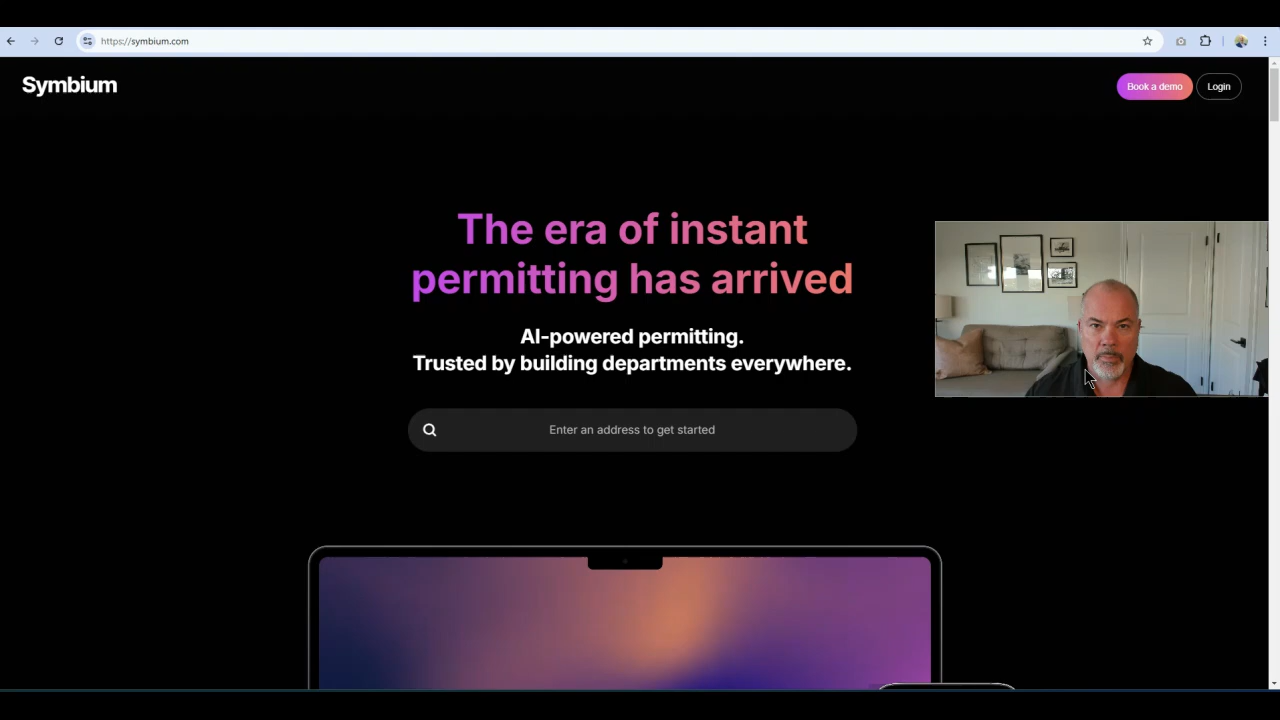 https://symbium.com
Symbium
Book a demo
Login
The era of instant
permitting has arrived
AI-powered permitting.
Trusted by building departments everywhere.
Enter an address to get started